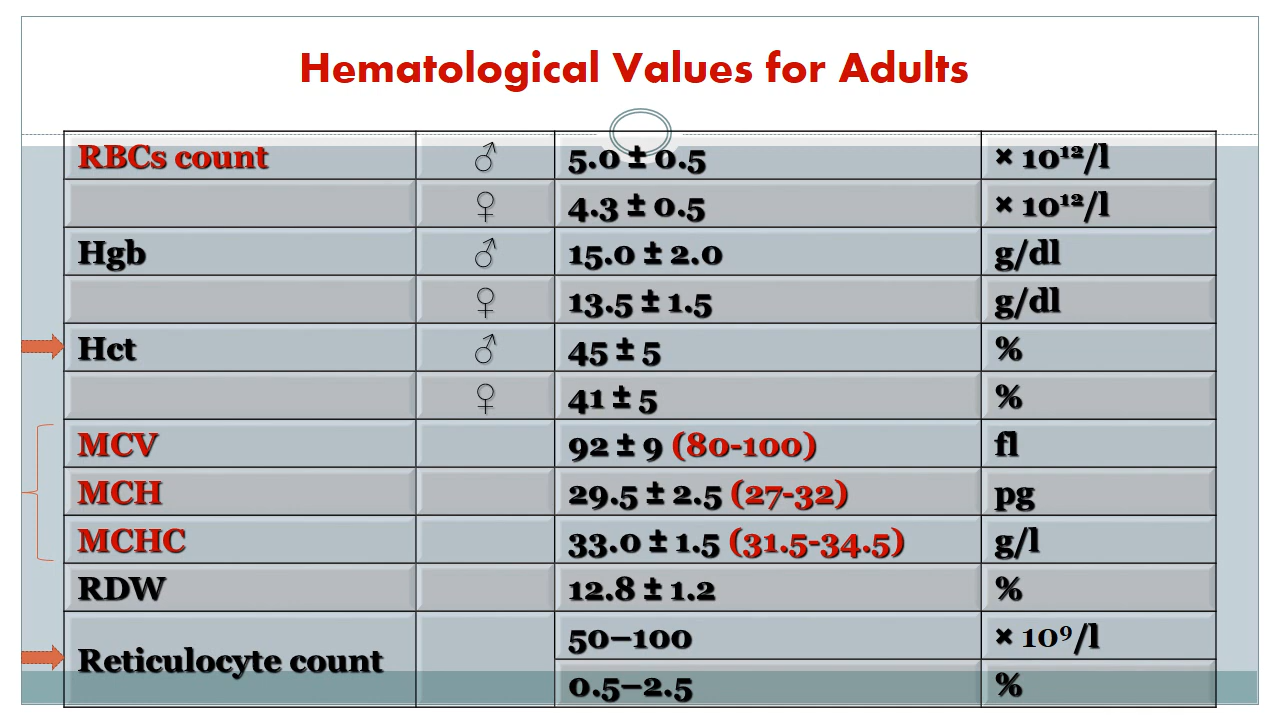 Hematological Values for Adults
RBCs count ♂ 5.0 ± 0.5 × 10¹²/l
♀ 4.3 ± 0.5 × 10¹²/l
Hgb ♂ 15.0 ± 2.0 g/dl
♀ 13.5 ± 1.5 g/dl
Hct ♂ 45 ± 5 %
♀ 41 ± 5 %
MCV 92 ± 9 (80-100) fl
MCH 29.5 ± 2.5 (27-32) pg
MCHC 33.0 ± 1.5 (31.5-34.5) g/l
RDW 12.8 ± 1.2 %
Reticulocyte count 50–100 × 10⁹/l
0.5–2.5 %